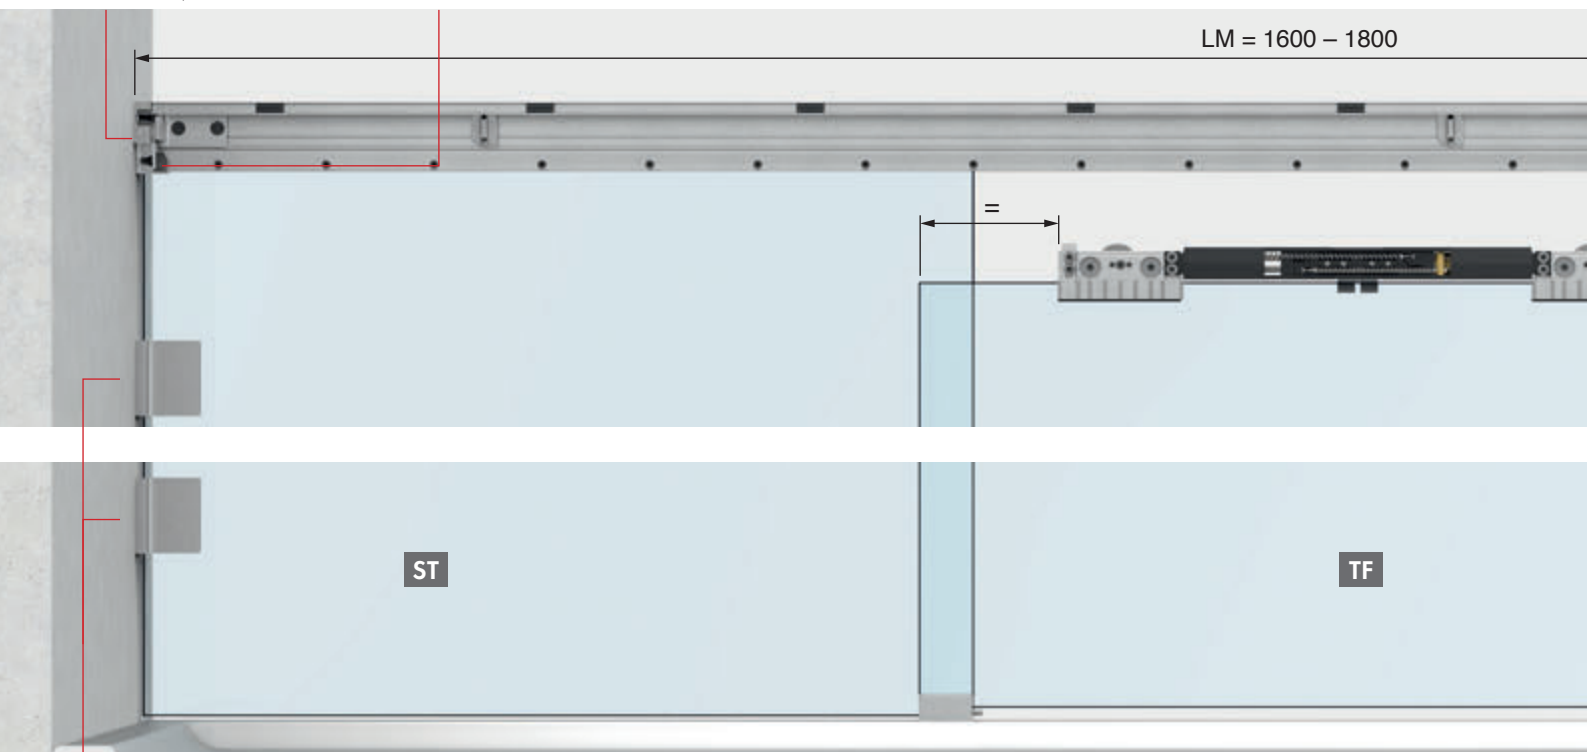 LM = 1600 – 1800
=
ST
TF